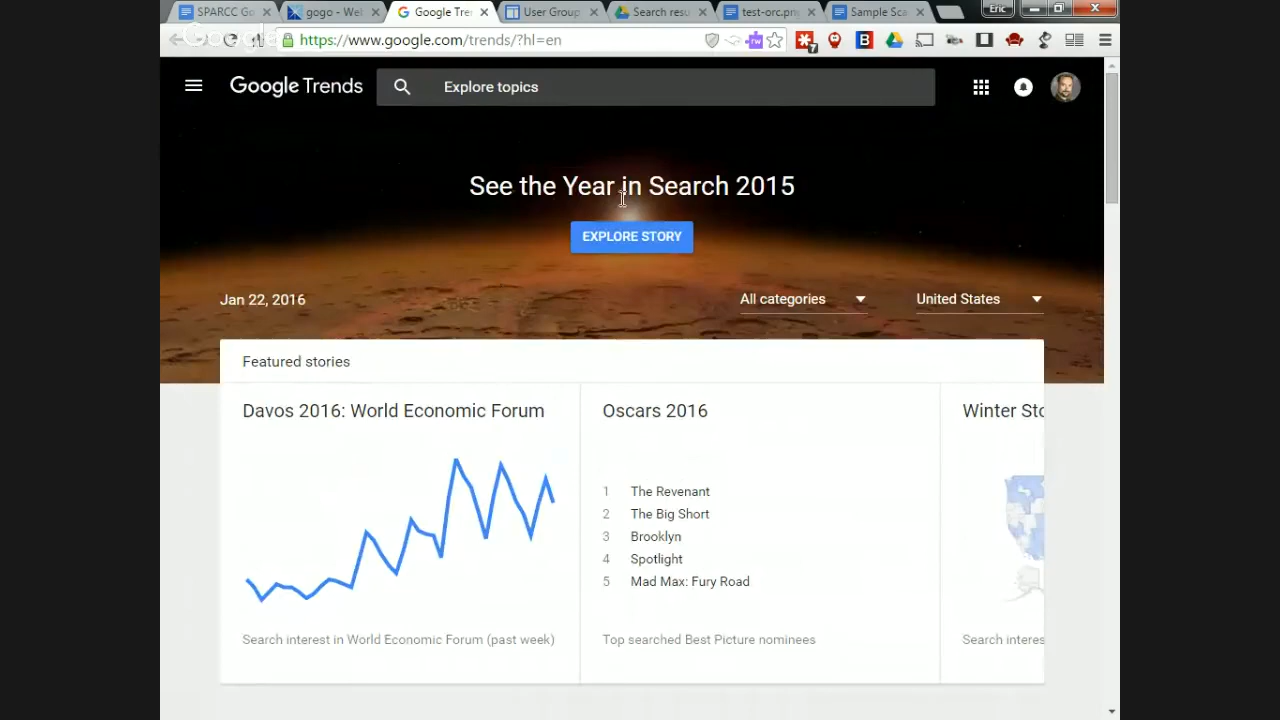 SPARCC Go
gogo - Wel
Google Tren
User Group
Search resu
test-orc.pn
Sample Sca
Eric
https://www.google.com/trends/?hl=en
7
Google Trends
Explore topics
See the Year in Search 2015
EXPLORE STORY
Jan 22, 2016
All categories
United States
Featured stories
Davos 2016: World Economic Forum
Search interest in World Economic Forum (past week)
Oscars 2016
1 The Revenant
2 The Big Short
3 Brooklyn
4 Spotlight
5 Mad Max: Fury Road
Top searched Best Picture nominees
Winter Sto
Search interes